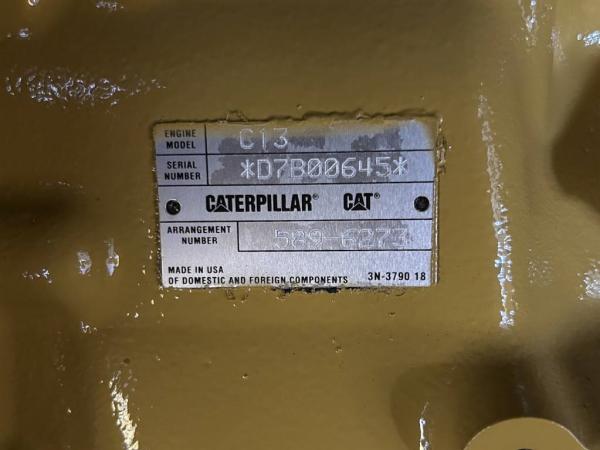 ENGINE MODEL C13
SERIAL NUMBER *D7B00645*
CATERPILLAR® CAT®
ARRANGEMENT NUMBER 589-6273
MADE IN USA
OF DOMESTIC AND FOREIGN COMPONENTS 3N-3790 18